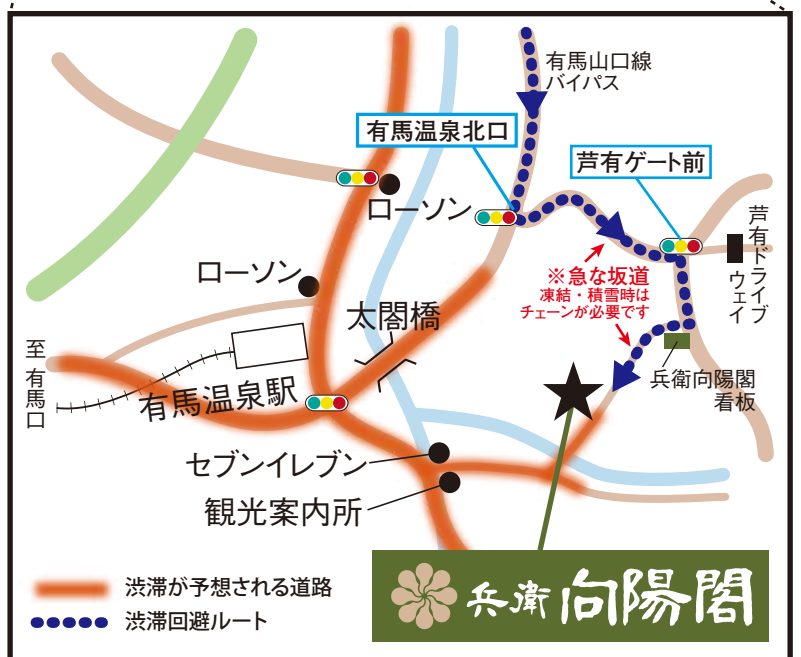 有馬山口線
バイパス
有馬温泉北口
芦有ゲート前
ローソン
芦有ドライブ
ウェイ
ローソン
※急な坂道
凍結・積雪時は
チェーンが必要です
太閤橋
至 有馬口
有馬温泉駅
兵衛向陽閣
看板
セブンイレブン
観光案内所
渋滞が予想される道路
渋滞回避ルート
兵衛 向陽閣